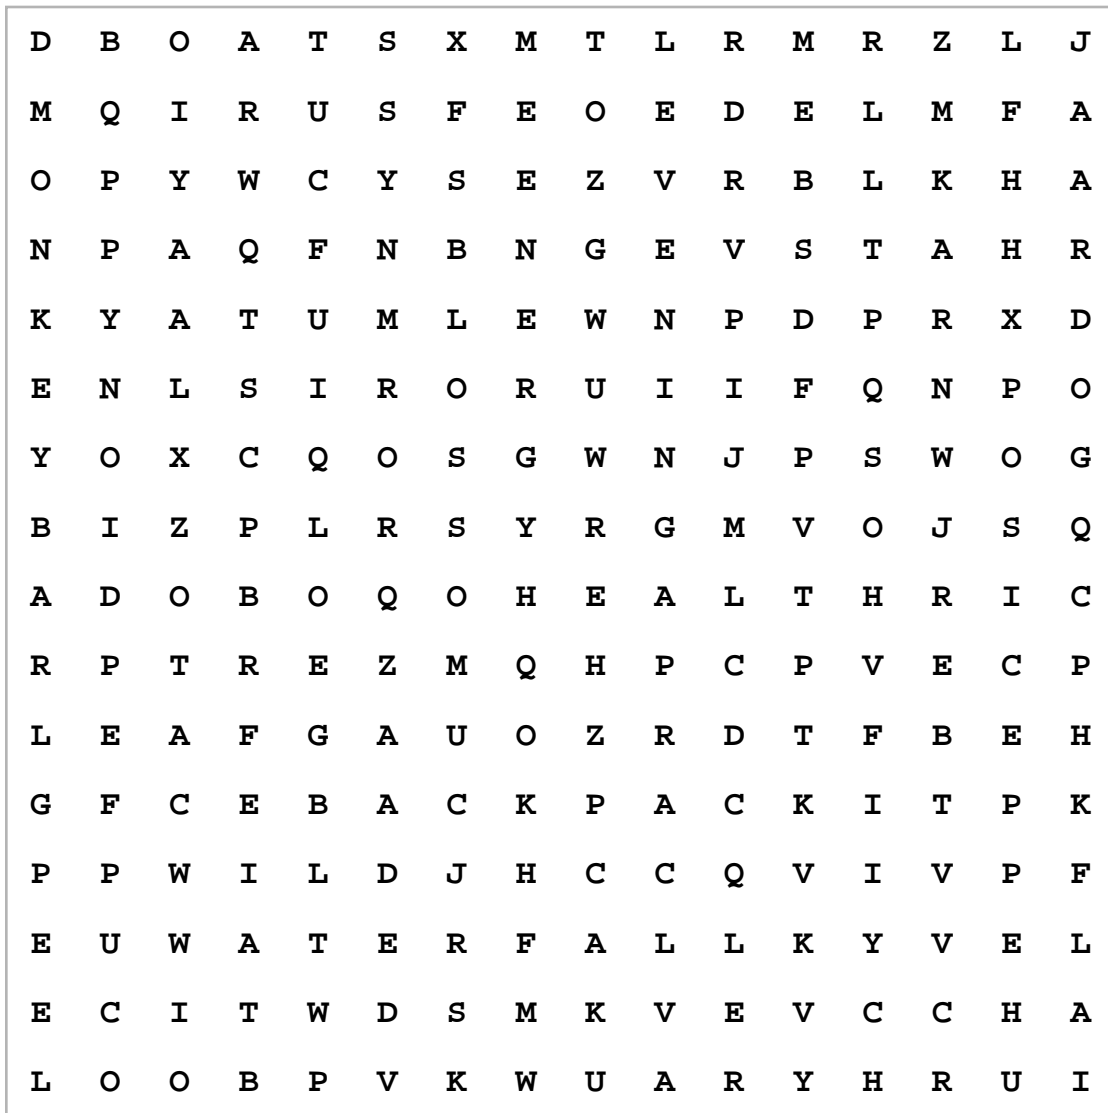 D B O A T S X M T L R M R Z L J
M Q I R U S F E O E D E L M F A
O P Y W C Y S E Z V R B L K H A
N P A Q F N B N G E V S T A H R
K Y A T U M L E W N P D P R X D
E N L S I R O R U I I F Q N P O
Y O X C Q O S G W N J P S W O G
B I Z P L R S Y R G M V O J S Q
A D O B O Q O H E A L T H R I C
R P T R E Z M Q H P C P V E C P
L E A F G A U O Z R D T F B E H
G F C E B A C K P A C K I T P K
P P W I L D J H C C Q V I V P F
E U W A T E R F A L L K Y V E L
E C I T W D S M K V E V C C H A
L O O B P V K W U A R Y H R U I